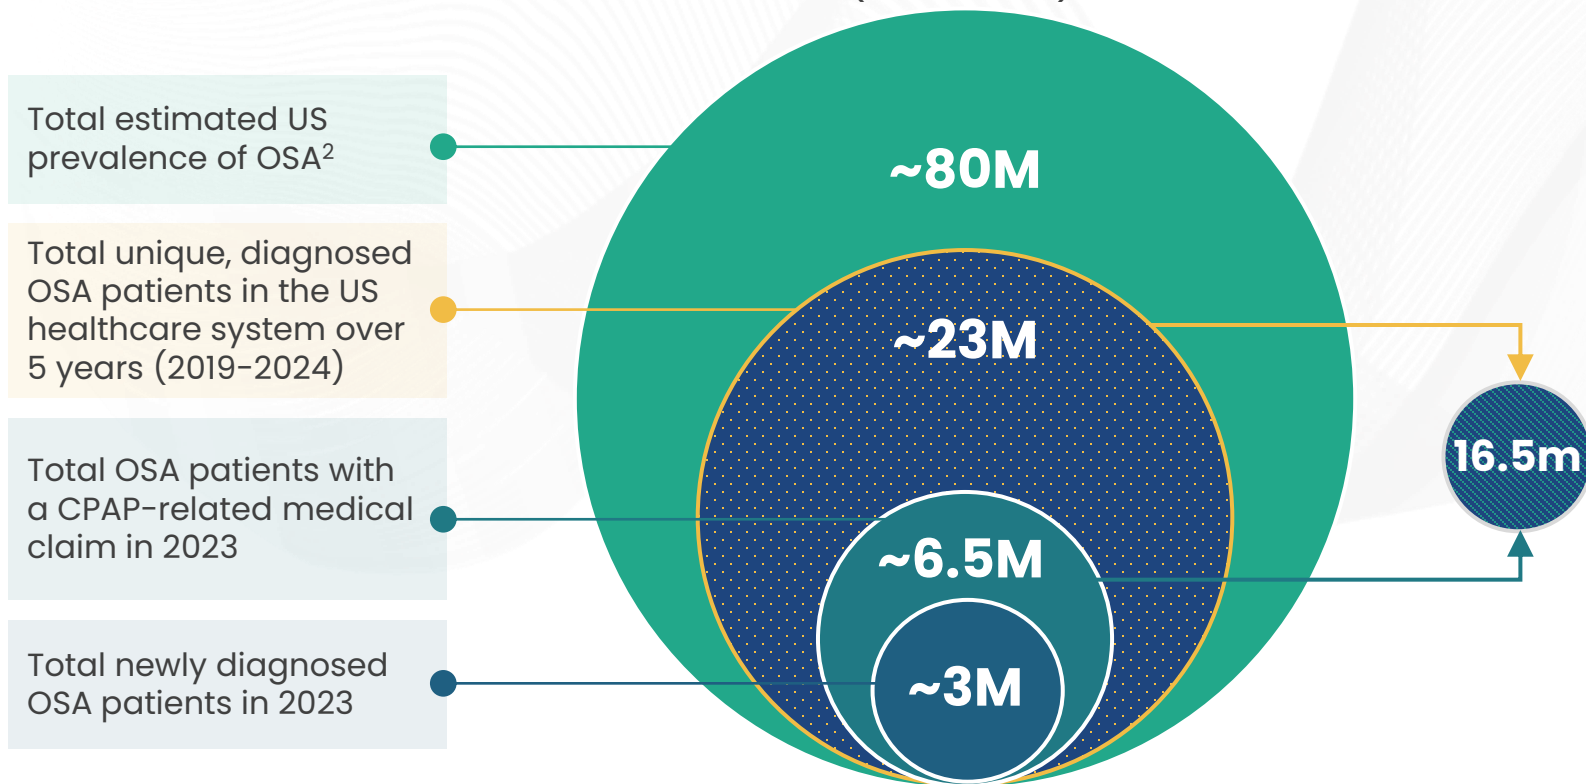 Total estimated US
prevalence of OSA2
Total unique, diagnosed
OSA patients in the US
healthcare system over
5 years (2019-2024)
Total OSA patients with
a CPAP-related medical
claim in 2023
Total newly diagnosed
OSA patients in 2023
~80M
~23M
~6.5M
~3M
16.5m